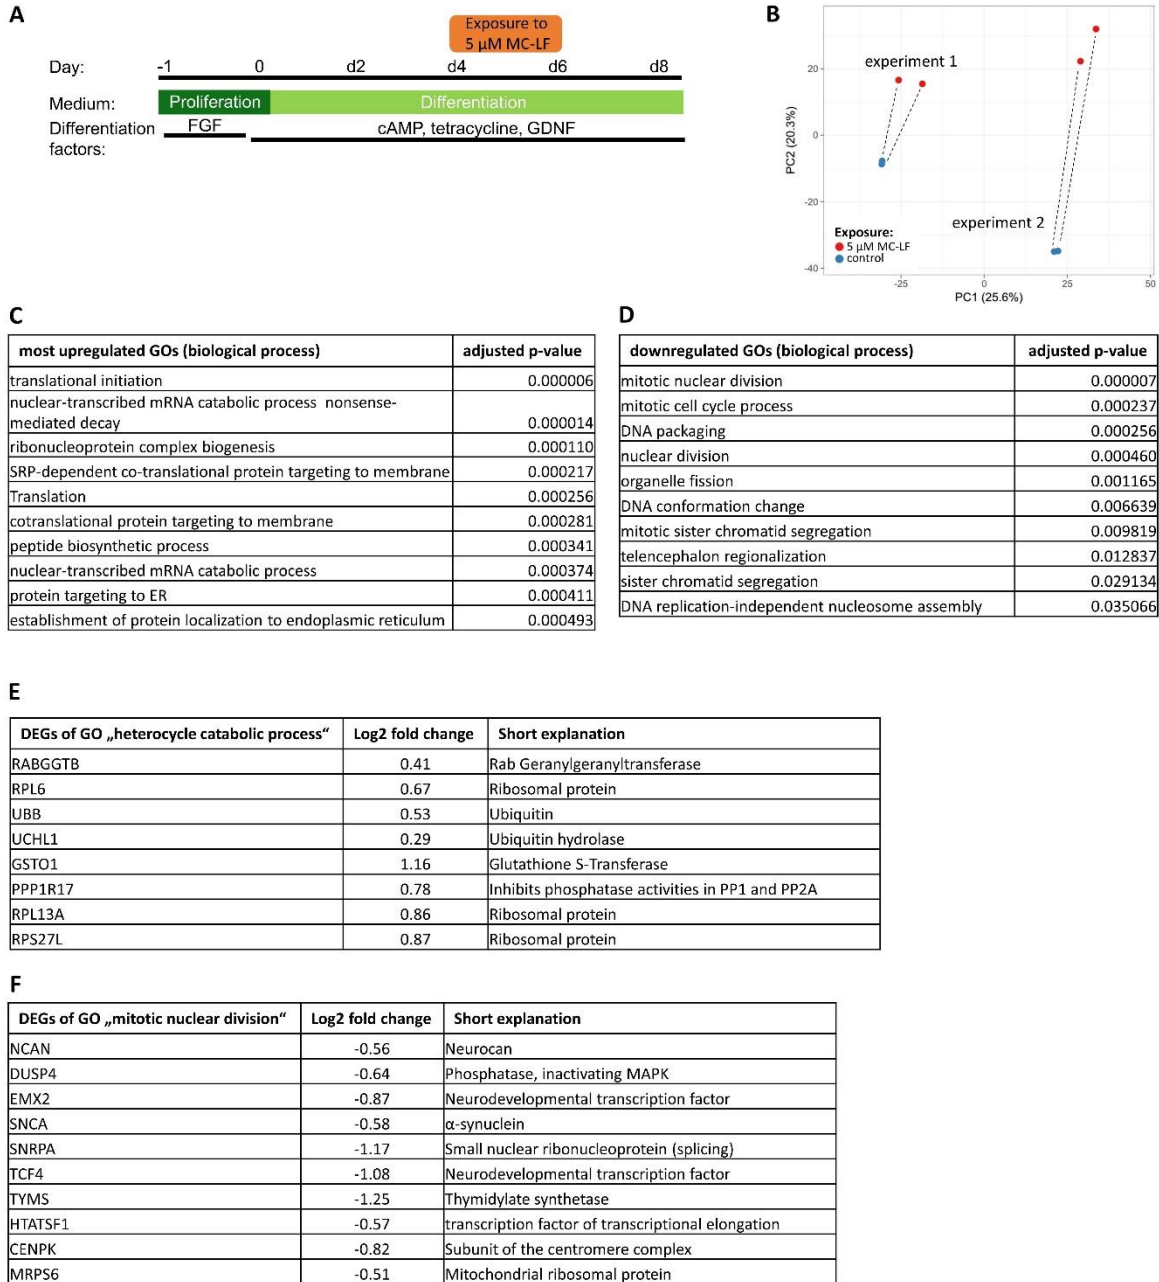 A
Exposure to
5 µM MC-LF
Day: -1 0 d2 d4 d6 d8
Medium: Proliferation Differentiation
Differentiation factors: FGF cAMP, tetracycline, GDNF
B
experiment 1
experiment 2
20
0
-20
-40
PC2 (20.3%)
Exposure:
5 µM MC-LF
control
-25 0 25 50
PC1 (25.6%)
C
most upregulated GOs (biological process) adjusted p-value
translational initiation 0.000006
nuclear-transcribed mRNA catabolic process nonsense-
mediated decay 0.000014
ribonucleoprotein complex biogenesis 0.000110
SRP-dependent co-translational protein targeting to membrane 0.000217
Translation 0.000256
cotranslational protein targeting to membrane 0.000281
peptide biosynthetic process 0.000341
nuclear-transcribed mRNA catabolic process 0.000374
protein targeting to ER 0.000411
establishment of protein localization to endoplasmic reticulum 0.000493
D
downregulated GOs (biological process) adjusted p-value
mitotic nuclear division 0.000007
mitotic cell cycle process 0.000237
DNA packaging 0.000256
nuclear division 0.000460
organelle fission 0.001165
DNA conformation change 0.006639
mitotic sister chromatid segregation 0.009819
telencephalon regionalization 0.012837
sister chromatid segregation 0.029134
DNA replication-independent nucleosome assembly 0.035066
E
DEGs of GO „heterocycle catabolic process“ Log2 fold change Short explanation
RABGGTB 0.41 Rab Geranylgeranyltransferase
RPL6 0.67 Ribosomal protein
UBB 0.53 Ubiquitin
UCHL1 0.29 Ubiquitin hydrolase
GSTO1 1.16 Glutathione S-Transferase
PPP1R17 0.78 Inhibits phosphatase activities in PP1 and PP2A
RPL13A 0.86 Ribosomal protein
RPS27L 0.87 Ribosomal protein
F
DEGs of GO „mitotic nuclear division“ Log2 fold change Short explanation
NCAN -0.56 Neurocan
DUSP4 -0.64 Phosphatase, inactivating MAPK
EMX2 -0.87 Neurodevelopmental transcription factor
SNCA -0.58 α-synuclein
SNRPA -1.17 Small nuclear ribonucleoprotein (splicing)
TCF4 -1.08 Neurodevelopmental transcription factor
TYMS -1.25 Thymidylate synthetase
HTATSF1 -0.57 transcription factor of transcriptional elongation
CENPK -0.82 Subunit of the centromere complex
MRPS6 -0.51 Mitochondrial ribosomal protein